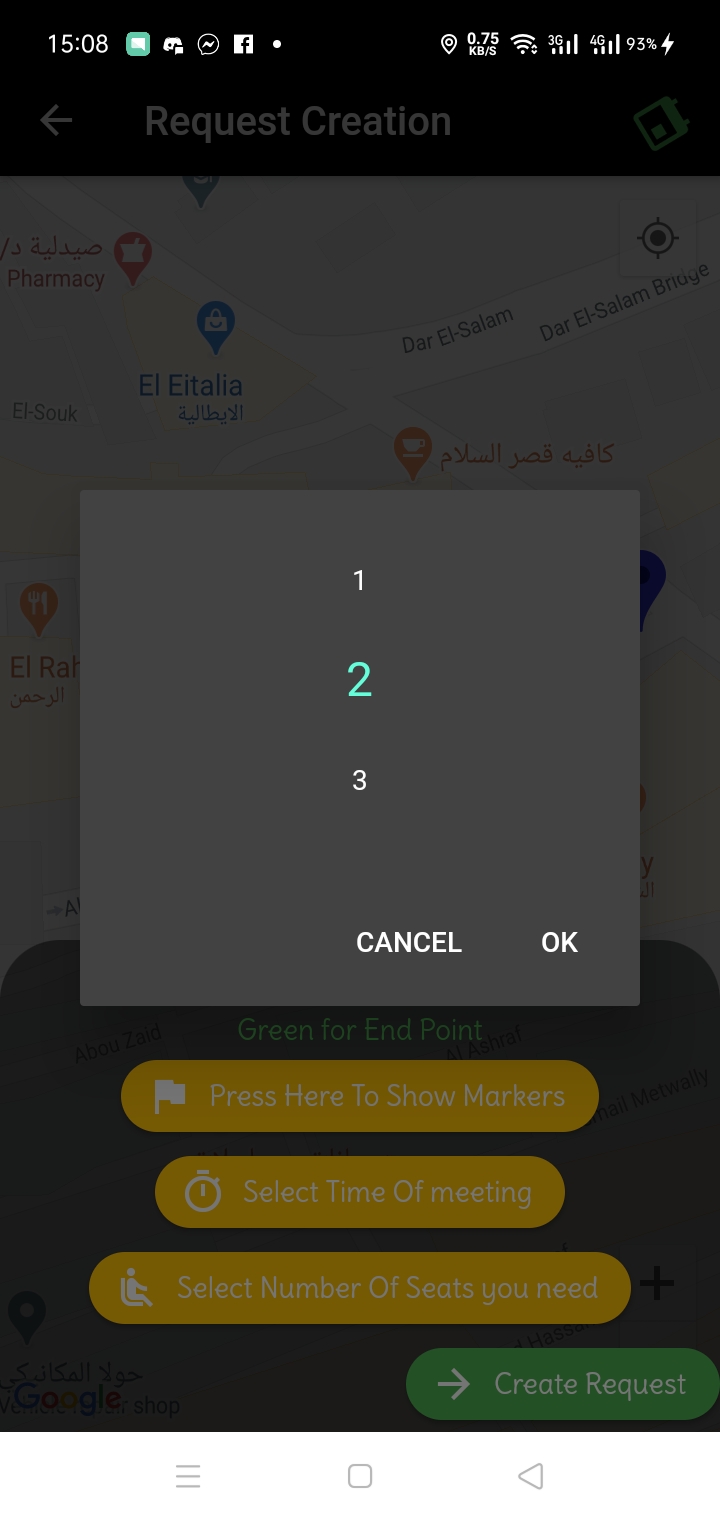 15:08
0.75
KB/S
3G
4G
93%
Request Creation
صيدلية د/
Pharmacy
Dar El-Salam
Dar El-Salam Bridge
El Eitalia
الايطالية
El-Souk
كافيه قصر السلام
1
El Rah
الرحمن
2
3
y
CANCEL
OK
Green for End Point
Abou Zaid
Al Ashraf
Press Here To Show Markers
mail Metwally
Select Time Of meeting
Select Number Of Seats you need
d Hassa
حولا المكانيكي
Create Request
Google
shop